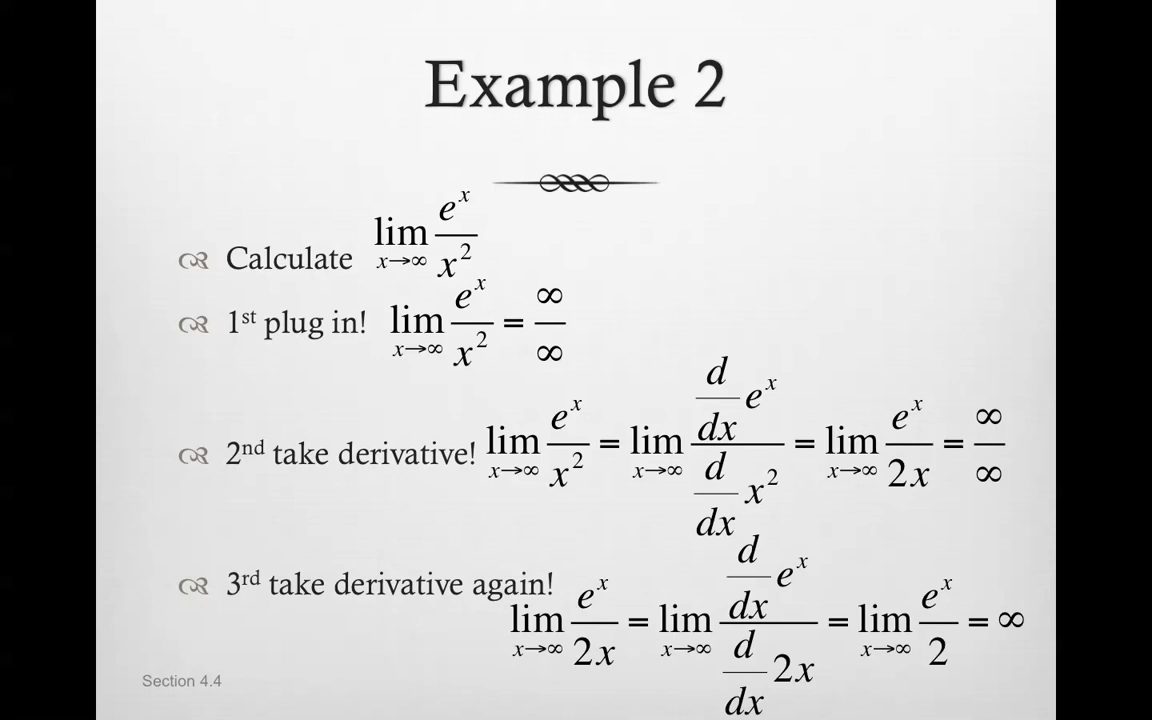 Example 2
Calculate lim x→∞ e^x / x^2
1st plug in! lim x→∞ e^x / x^2 = ∞ / ∞
2nd take derivative! lim x→∞ e^x / x^2 = lim x→∞ (d/dx e^x) / (d/dx x^2) = lim x→∞ e^x / 2x = ∞ / ∞
3rd take derivative again!
lim x→∞ e^x / 2x = lim x→∞ (d/dx e^x) / (d/dx 2x) = lim x→∞ e^x / 2 = ∞
Section 4.4